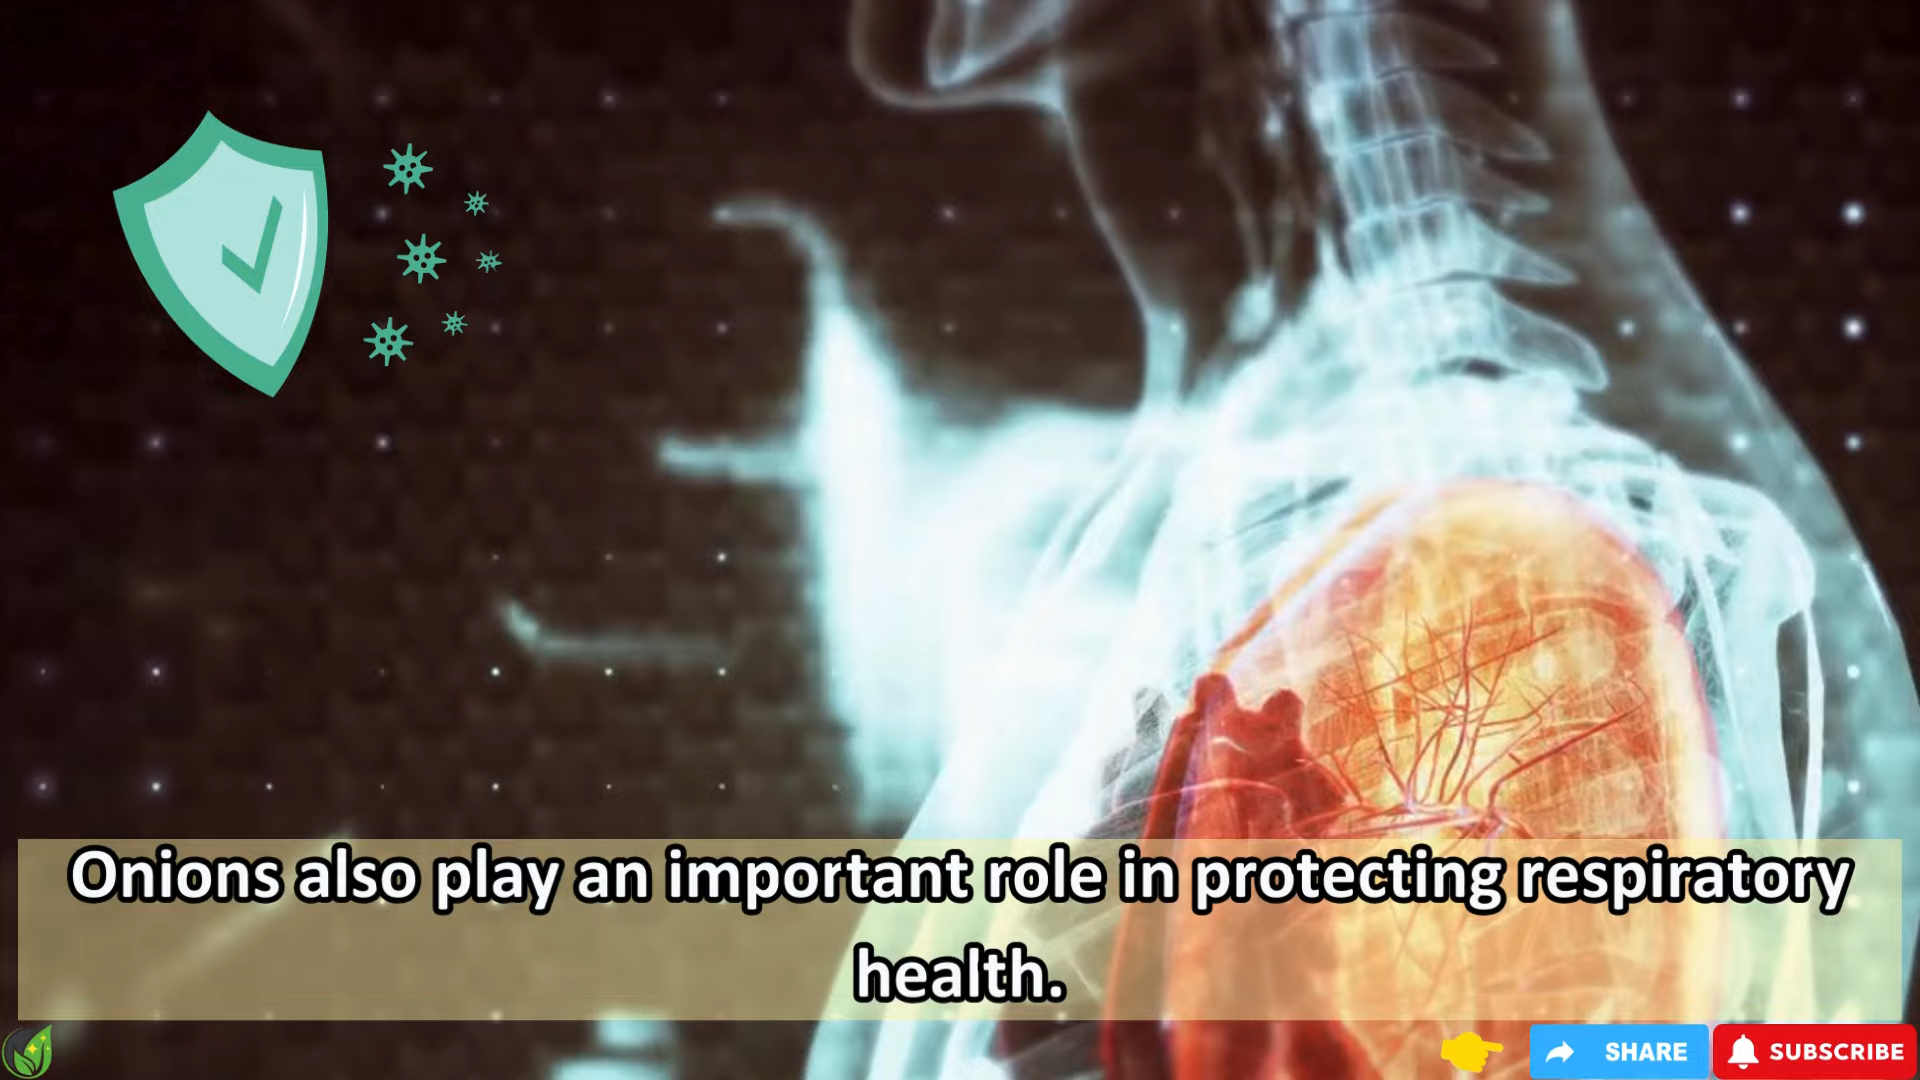 Onions also play an important role in protecting respiratory
health.
SHARE
SUBSCRIBE